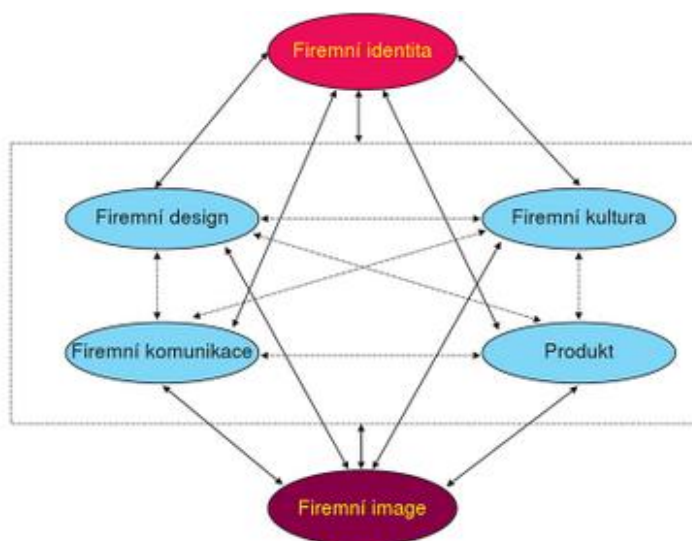 Firemní identita
Firemní design
Firemní kultura
Firemní komunikace
Produkt
Firemní image